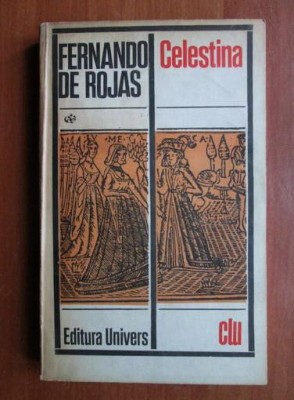 FERNANDO
DE ROJAS
Celestina
Editura Univers
clu